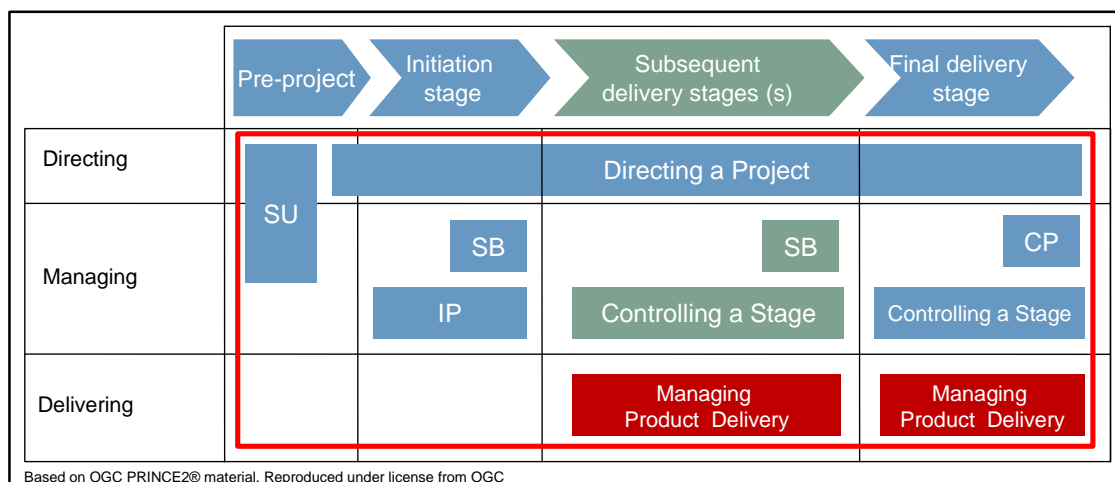 Pre-project
Initiation
stage
Subsequent
delivery stages (s)
Final delivery
stage
Directing
SU
Directing a Project
Managing
SB
SB
CP
IP
Controlling a Stage
Controlling a Stage
Delivering
Managing
Product Delivery
Managing
Product Delivery
Based on OGC PRINCE2® material. Reproduced under license from OGC